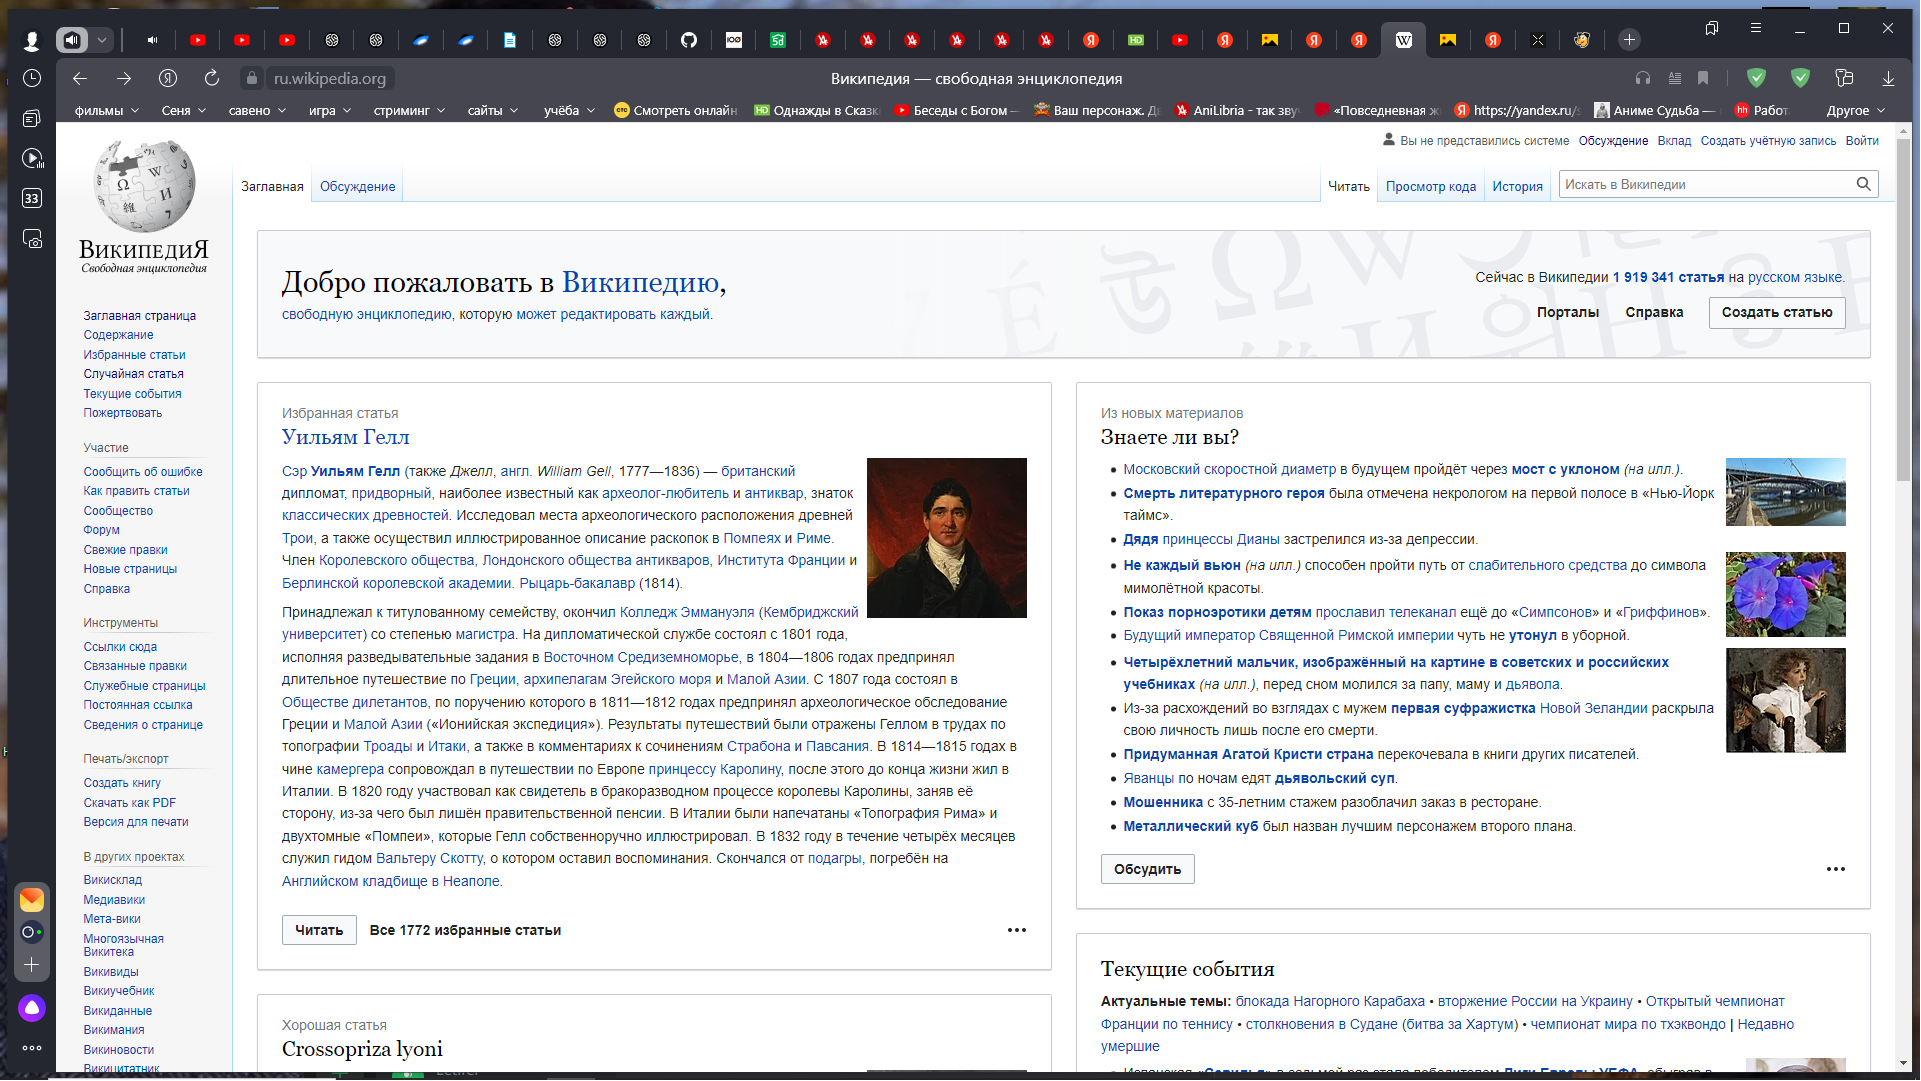 ru.wikipedia.org
Википедия — свободная энциклопедия
фильмы
Сеня
савено
игра
стриминг
сайты
учёба
Смотреть онлайн
Однажды в Сказк
Беседы с Богом —
Ваш персонаж. Д
AniLibria - так зву
«Повседневная ж
https://yandex.ru/s
Аниме Судьба —
Работ
Другое
33
Вы не представились системе
Обсуждение
Вклад
Создать учётную запись
Войти
ВикипедиЯ
Свободная энциклопедия
Заглавная
Обсуждение
Читать
Просмотр кода
История
Искать в Википедии
Заглавная страница
Содержание
Избранные статьи
Случайная статья
Текущие события
Пожертвовать
Участие
Сообщить об ошибке
Как править статьи
Сообщество
Форум
Свежие правки
Новые страницы
Справка
Инструменты
Ссылки сюда
Связанные правки
Служебные страницы
Постоянная ссылка
Сведения о странице
Печать/экспорт
Создать книгу
Скачать как PDF
Версия для печати
В других проектах
Викисклад
Медиавики
Мета-вики
Многоязычная
Викитека
Викивиды
Викиучебник
Викиданные
Викимания
Викиновости
Викицитатник
Добро пожаловать в Википедию,
свободную энциклопедию, которую может редактировать каждый.
Сейчас в Википедии 1 919 341 статья на русском языке.
Порталы
Справка
Создать статью
Избранная статья
Уильям Гелл
Сэр Уильям Гелл (также Джелл, англ. William Gell, 1777—1836) — британский
дипломат, придворный, наиболее известный как археолог-любитель и антиквар, знаток
классических древностей. Исследовал места археологического расположения древней
Трои, а также осуществил иллюстрированное описание раскопок в Помпеях и Риме.
Член Королевского общества, Лондонского общества антикваров, Института Франции и
Берлинской королевской академии. Рыцарь-бакалавр (1814).
Принадлежал к титулованному семейству, окончил Колледж Эммануэля (Кембриджский
университет) со степенью магистра. На дипломатической службе состоял с 1801 года,
исполняя разведывательные задания в Восточном Средиземноморье, в 1804—1806 годах предпринял
длительное путешествие по Греции, архипелагам Эгейского моря и Малой Азии. С 1807 года состоял в
Обществе дилетантов, по поручению которого в 1811—1812 годах предпринял археологическое обследование
Греции и Малой Азии («Ионийская экспедиция»). Результаты путешествий были отражены Геллом в трудах по
топографии Троады и Итаки, а также в комментариях к сочинениям Страбона и Павсания. В 1814—1815 годах в
чине камергера сопровождал в путешествии по Европе принцессу Каролину, после этого до конца жизни жил в
Италии. В 1820 году участвовал как свидетель в бракоразводном процессе королевы Каролины, заняв её
сторону, из-за чего был лишён правительственной пенсии. В Италии были напечатаны «Топография Рима» и
двухтомные «Помпеи», которые Гелл собственноручно иллюстрировал. В 1832 году в течение четырёх месяцев
служил гидом Вальтеру Скотту, о котором оставил воспоминания. Скончался от подагры, погребён на
Английском кладбище в Неаполе.
Читать
Все 1772 избранные статьи
Хорошая статья
Crossopriza lyoni
Из новых материалов
Знаете ли вы?
Московский скоростной диаметр в будущем пройдёт через мост с уклоном (на илл.).
Смерть литературного героя была отмечена некрологом на первой полосе в «Нью-Йорк
таймс».
Дядя принцессы Дианы застрелился из-за депрессии.
Не каждый вьюн (на илл.) способен пройти путь от слабительного средства до символа
мимолётной красоты.
Показ порноэротики детям прославил телеканал ещё до «Симпсонов» и «Гриффинов».
Будущий император Священной Римской империи чуть не утонул в уборной.
Четырёхлетний мальчик, изображённый на картине в советских и российских
учебниках (на илл.), перед сном молился за папу, маму и дьявола.
Из-за расхождений во взглядах с мужем первая суфражистка Новой Зеландии раскрыла
свою личность лишь после его смерти.
Придуманная Агатой Кристи страна перекочевала в книги других писателей.
Яванцы по ночам едят дьявольский суп.
Мошенника с 35-летним стажем разоблачил заказ в ресторане.
Металлический куб был назван лучшим персонажем второго плана.
Обсудить
Текущие события
Актуальные темы: блокада Нагорного Карабаха • вторжение России на Украину • Открытый чемпионат
Франции по теннису • столкновения в Судане (битва за Хартум) • чемпионат мира по тхэквондо | Недавно
умершие